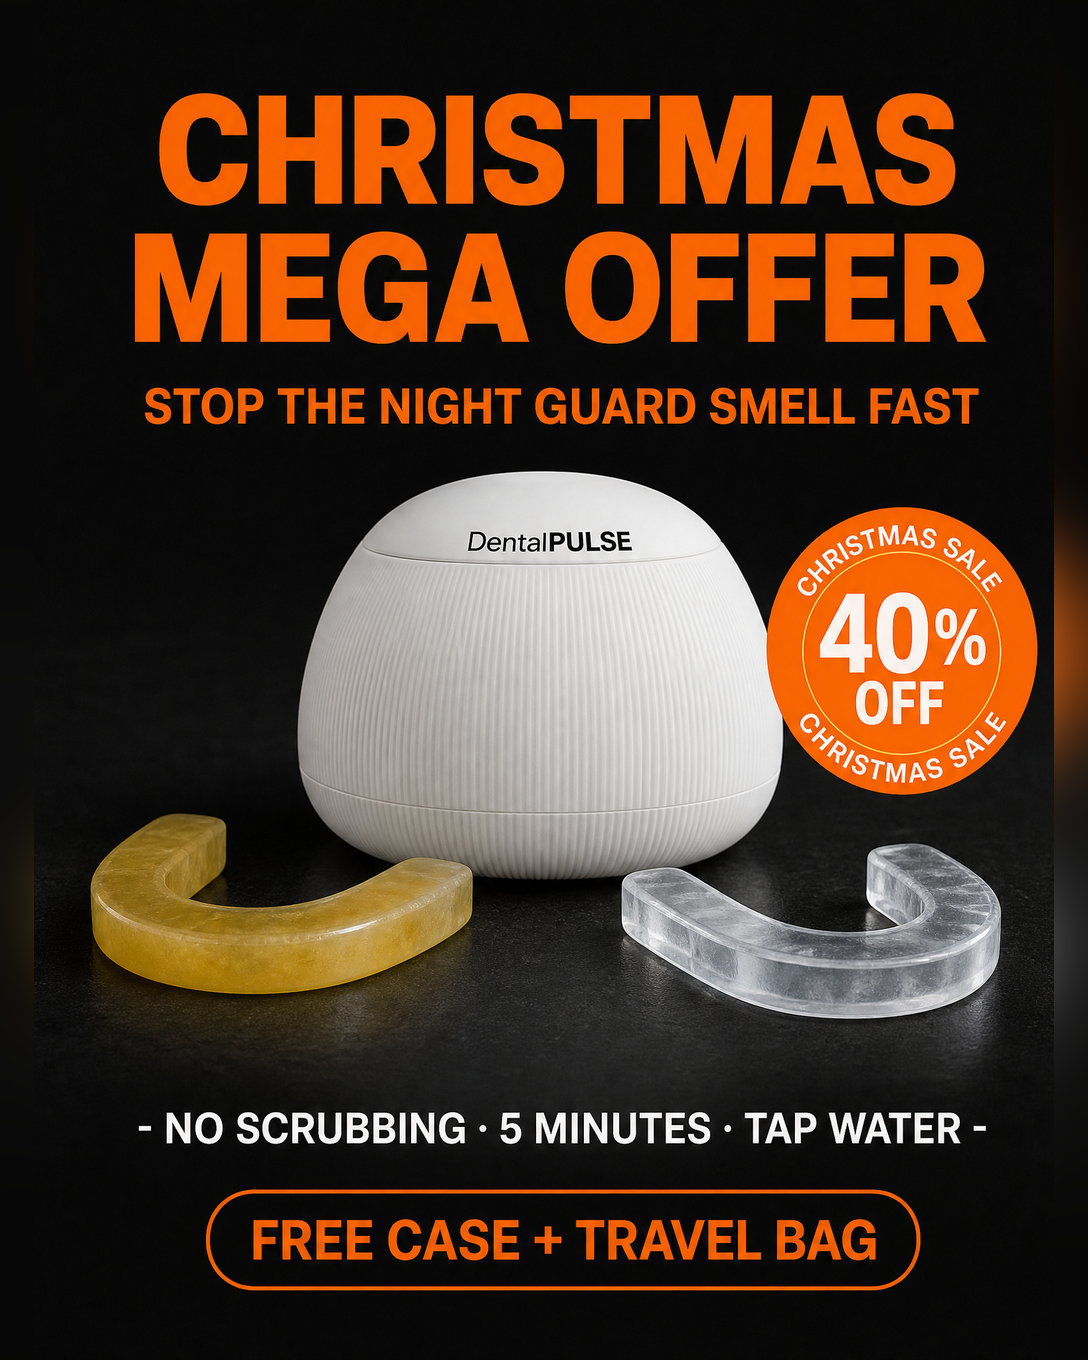 CHRISTMAS
MEGA OFFER
STOP THE NIGHT GUARD SMELL FAST
DentalPULSE
CHRISTMAS SALE
40%
OFF
CHRISTMAS SALE
- NO SCRUBBING · 5 MINUTES · TAP WATER -
FREE CASE + TRAVEL BAG